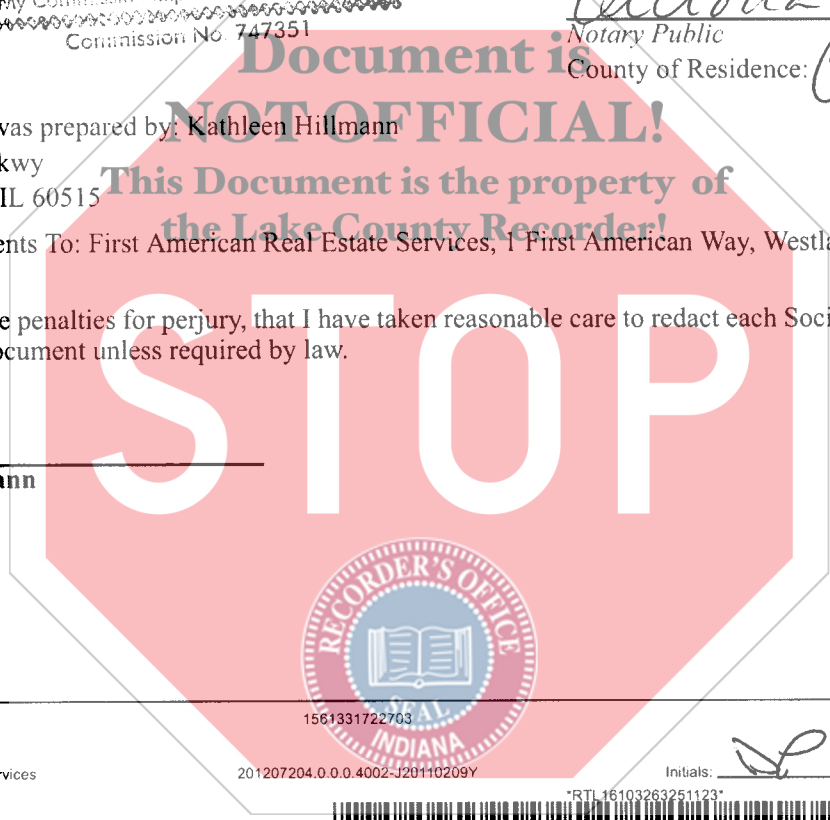 Commission No. 747351
Document is
Notary Public
County of Residence:
NOT OFFICIAL!
was prepared by: Kathleen Hillmann
kwy
This Document is the property of
IL 60515
the Lake County Recorder!
ents To: First American Real Estate Services, 1 First American Way, Westla
e penalties for perjury, that I have taken reasonable care to redact each Soci
ocument unless required by law.
STOP
ann
RECORDER'S OFFICE
SEAL
INDIANA
1561331722703
rvices
201207204.0.0.0.4002-J20110209Y
Initials:
*RTL16103263251123*